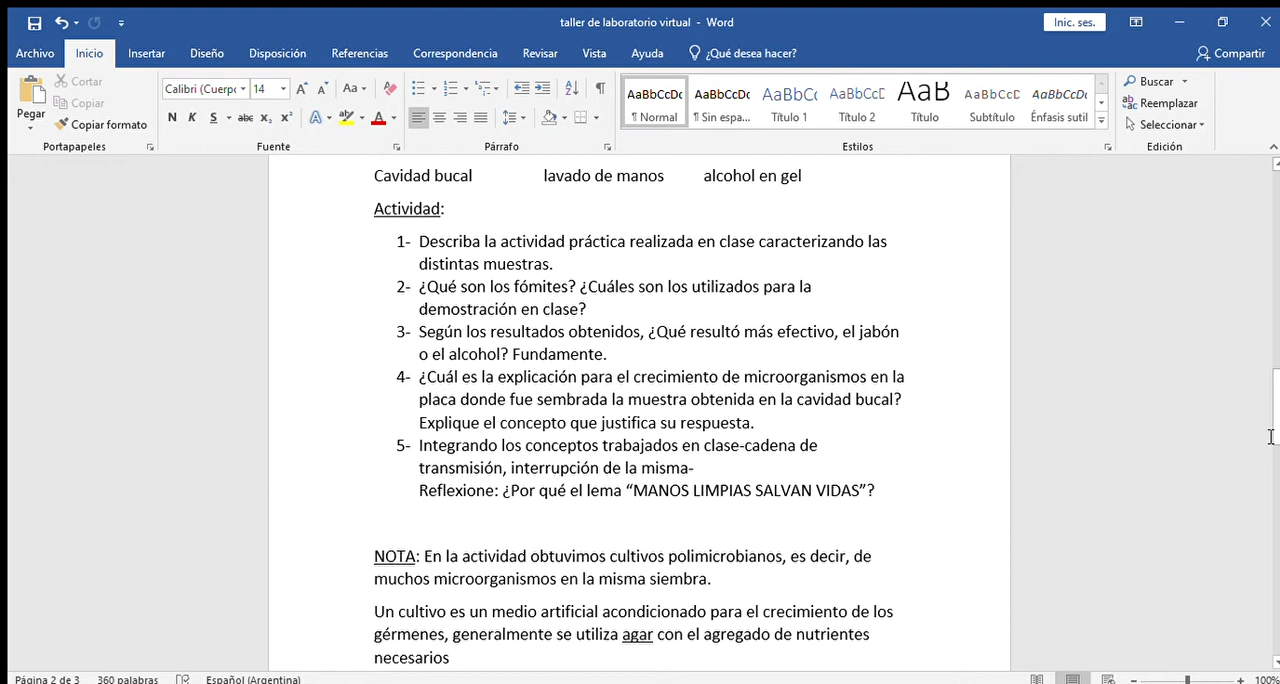 taller de laboratorio virtual - Word
Inic. ses.
Archivo Inicio Insertar Diseño Disposición Referencias Correspondencia Revisar Vista Ayuda ¿Qué desea hacer? Compartir
Pegar
Cortar
Copiar
Copiar formato
Portapapeles
Calibri (Cuerpo 14
N K S abc x₂ x²
Aa
A
Fuente
Párrafo
AaBbCcDc AaBbCcDc AaBbCc AaBbCcD AaB AaBbCcD AaBbCcDc
¶ Normal ¶ Sin espa... Título 1 Título 2 Título Subtítulo Énfasis sutil
Estilos
Buscar
Reemplazar
Seleccionar
Edición
Cavidad bucal lavado de manos alcohol en gel
Actividad:
1- Describa la actividad práctica realizada en clase caracterizando las
distintas muestras.
2- ¿Qué son los fómites? ¿Cuáles son los utilizados para la
demostración en clase?
3- Según los resultados obtenidos, ¿Qué resultó más efectivo, el jabón
o el alcohol? Fundamente.
4- ¿Cuál es la explicación para el crecimiento de microorganismos en la
placa donde fue sembrada la muestra obtenida en la cavidad bucal?
Explique el concepto que justifica su respuesta.
5- Integrando los conceptos trabajados en clase-cadena de
transmisión, interrupción de la misma-
Reflexione: ¿Por qué el lema “MANOS LIMPIAS SALVAN VIDAS”?
NOTA: En la actividad obtuvimos cultivos polimicrobianos, es decir, de
muchos microorganismos en la misma siembra.
Un cultivo es un medio artificial acondicionado para el crecimiento de los
gérmenes, generalmente se utiliza agar con el agregado de nutrientes
necesarios
Página 2 de 3 360 palabras Español (Argentina) 100%